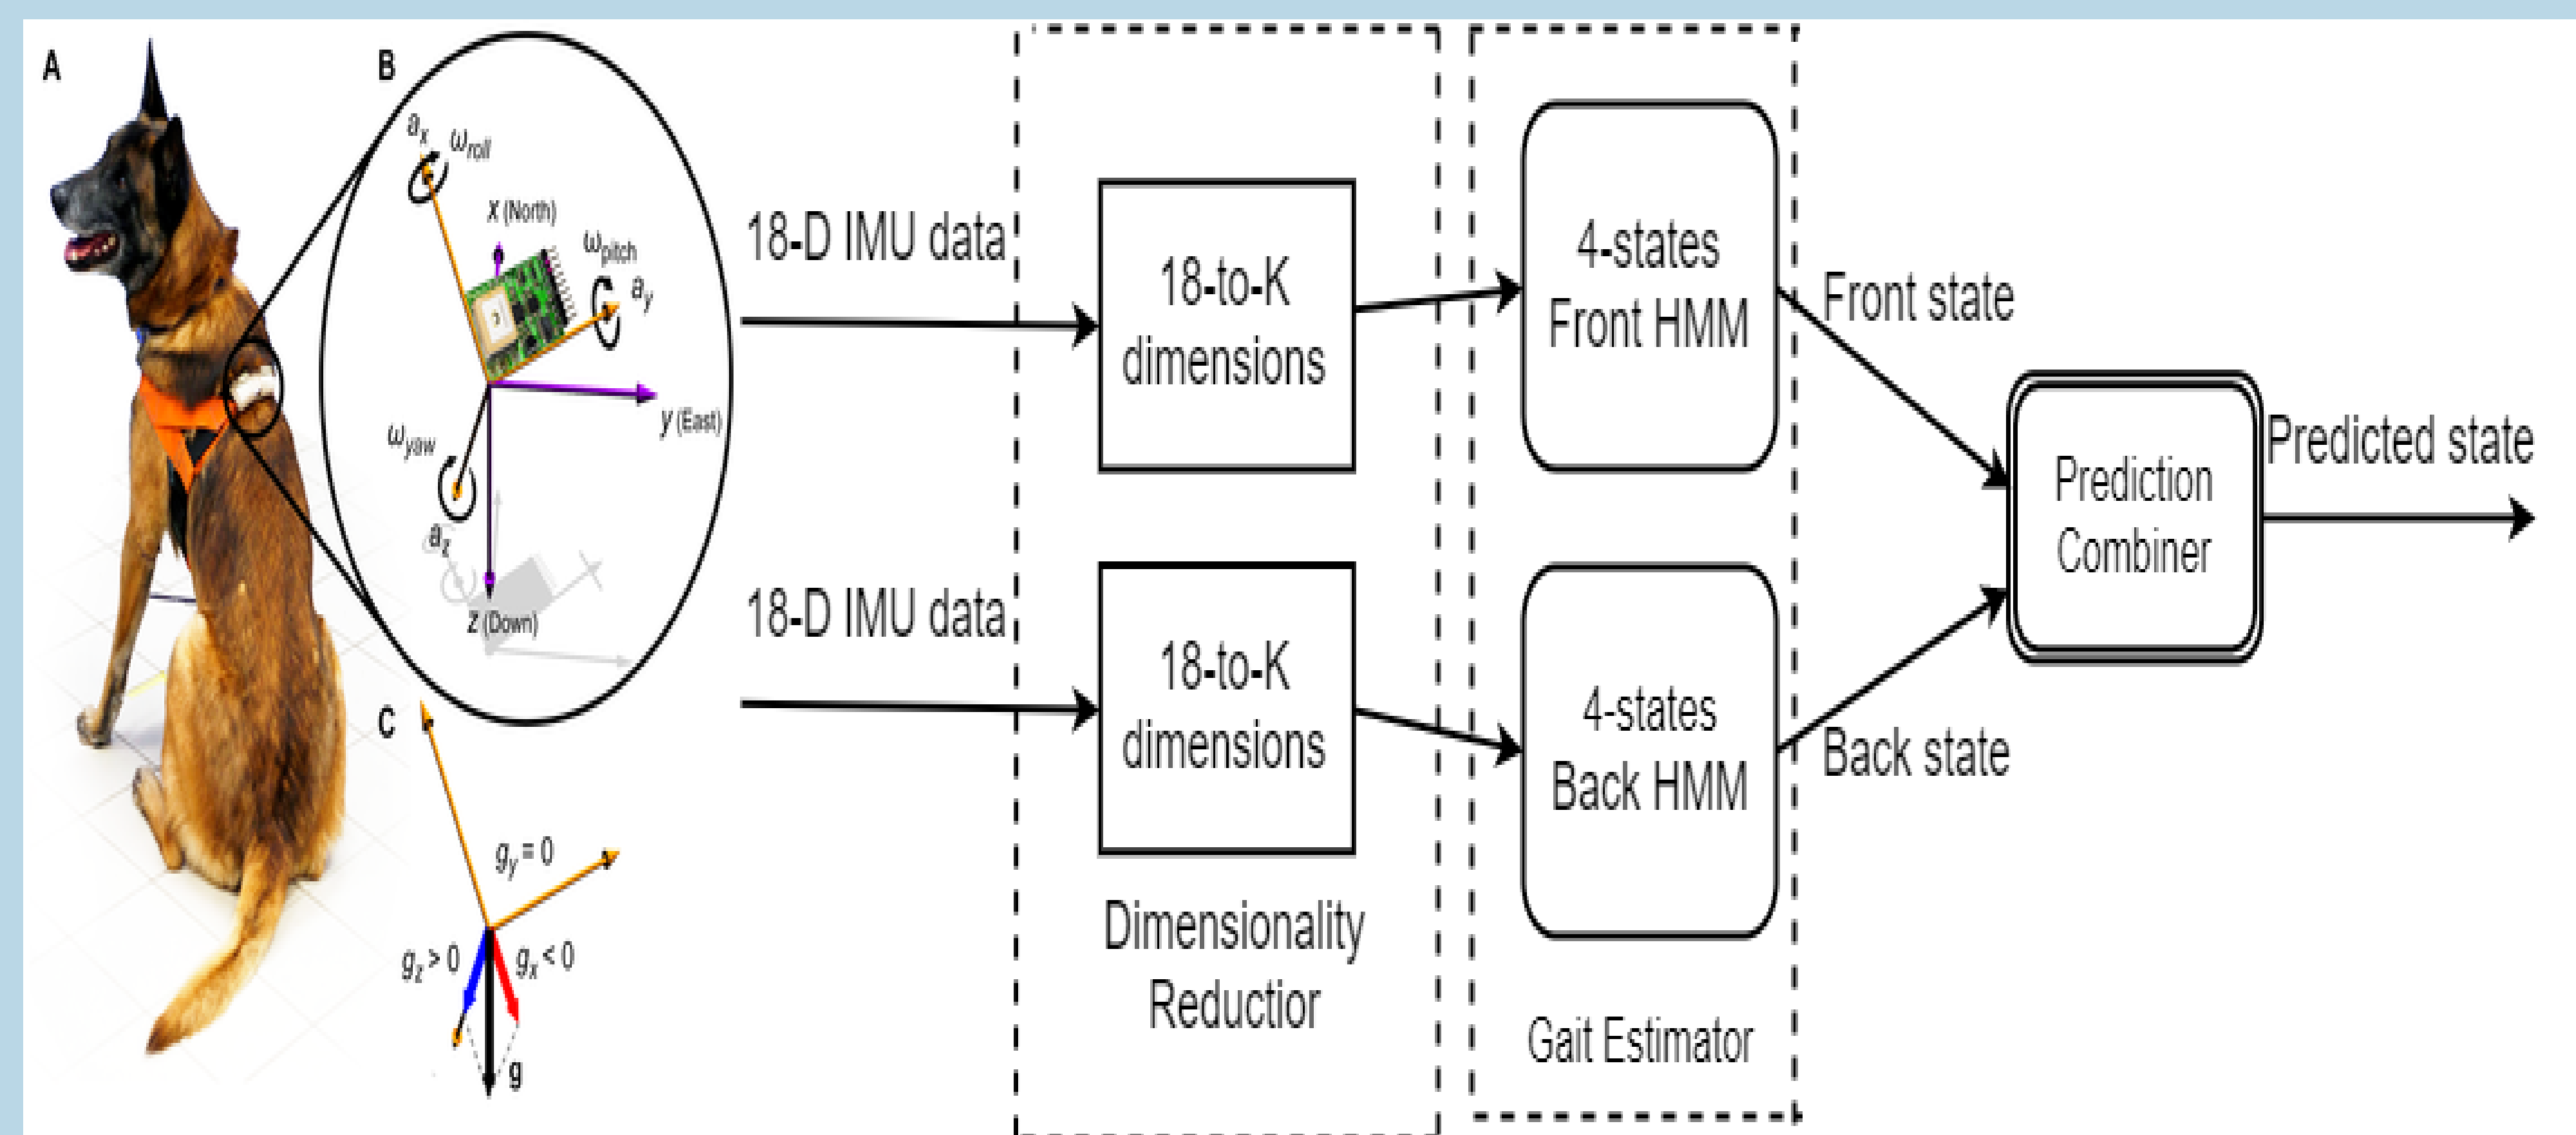 A
B
aₓ
ω_roll
X (North)
ω_pitch
a_y
y (East)
ω_yaw
a_z
z (Down)
C
g_y = 0
g_z > 0
gₓ < 0
g
18-D IMU data
18-D IMU data
18-to-K
dimensions
18-to-K
dimensions
Dimensionality
Reductior
4-states
Front HMM
4-states
Back HMM
Gait Estimator
Front state
Back state
Prediction
Combiner
Predicted state